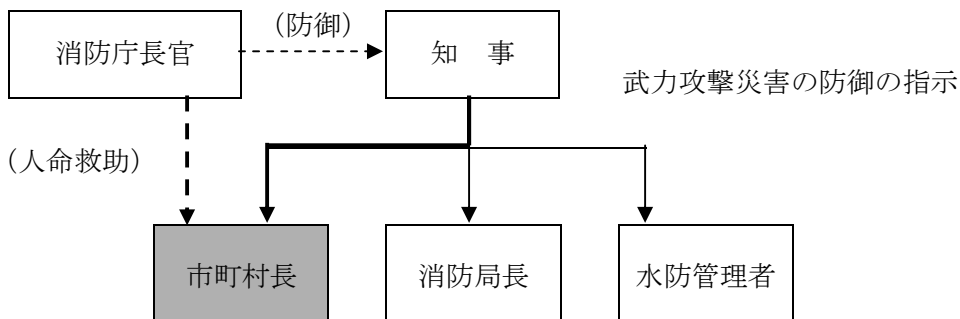 （防御）
消防庁長官
知　事
武力攻撃災害の防御の指示
（人命救助）
市町村長
消防局長
水防管理者